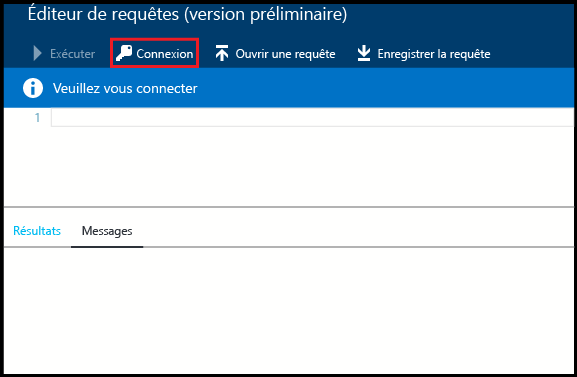 Éditeur de requêtes (version préliminaire)
Exécuter Connexion Ouvrir une requête Enregistrer la requête
Veuillez vous connecter
1
Résultats Messages